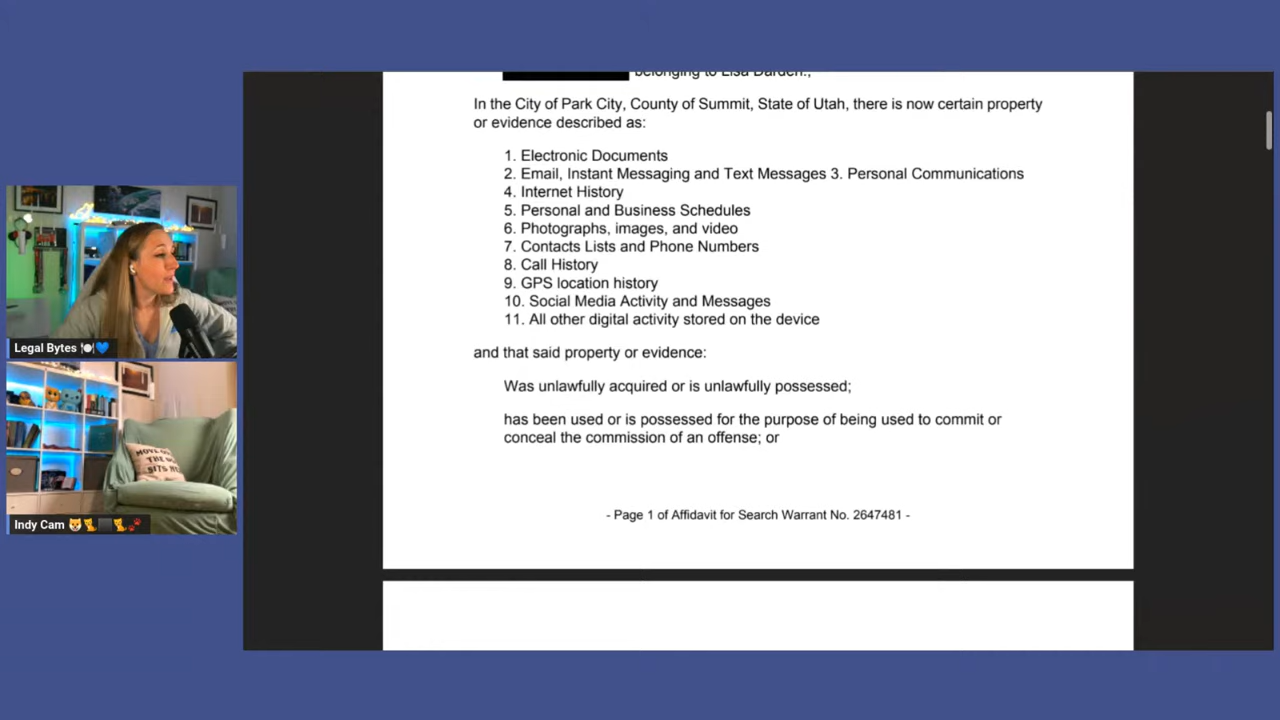 belonging to Lisa Darden.;
In the City of Park City, County of Summit, State of Utah, there is now certain property
or evidence described as:
1. Electronic Documents
2. Email, Instant Messaging and Text Messages 3. Personal Communications
4. Internet History
5. Personal and Business Schedules
6. Photographs, images, and video
7. Contacts Lists and Phone Numbers
8. Call History
9. GPS location history
10. Social Media Activity and Messages
11. All other digital activity stored on the device
and that said property or evidence:
Was unlawfully acquired or is unlawfully possessed;
has been used or is possessed for the purpose of being used to commit or
conceal the commission of an offense; or
- Page 1 of Affidavit for Search Warrant No. 2647481 -
Legal Bytes 🍽️💙
SITS
Indy Cam